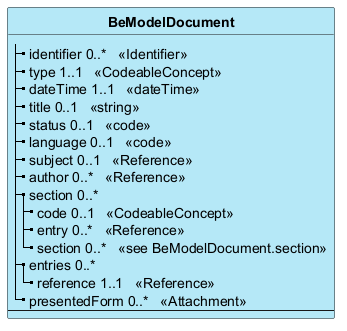 BeModelDocument
identifier 0..* «Identifier»
type 1..1 «CodeableConcept»
dateTime 1..1 «dateTime»
title 0..1 «string»
status 0..1 «code»
language 0..1 «code»
subject 0..1 «Reference»
author 0..* «Reference»
section 0..*
code 0..1 «CodeableConcept»
entry 0..* «Reference»
section 0..* «see BeModelDocument.section»
entries 0..*
reference 1..1 «Reference»
presentedForm 0..* «Attachment»